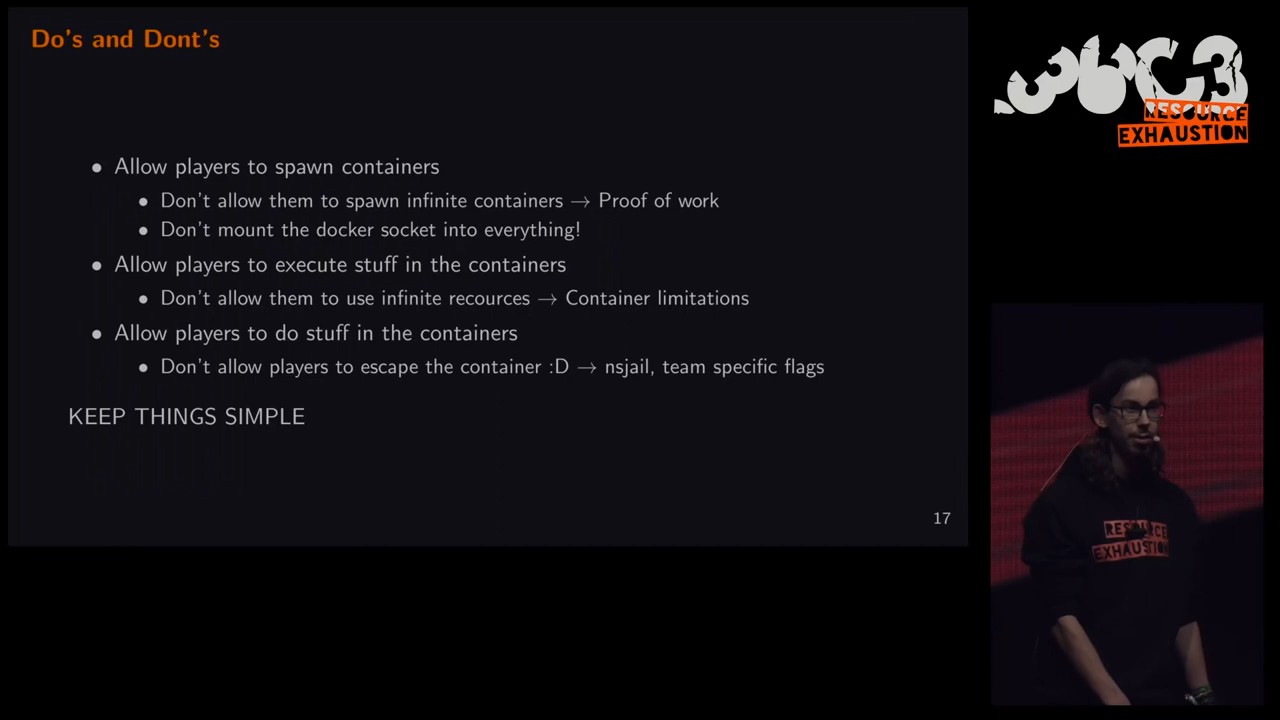 Do's and Dont's
• Allow players to spawn containers
• Don't allow them to spawn infinite containers → Proof of work
• Don't mount the docker socket into everything!
• Allow players to execute stuff in the containers
• Don't allow them to use infinite recources → Container limitations
• Allow players to do stuff in the containers
• Don't allow players to escape the container :D → nsjail, team specific flags
KEEP THINGS SIMPLE
17
36C3
RESOURCE
EXHAUSTION
RESOURCE
EXHAUSTION